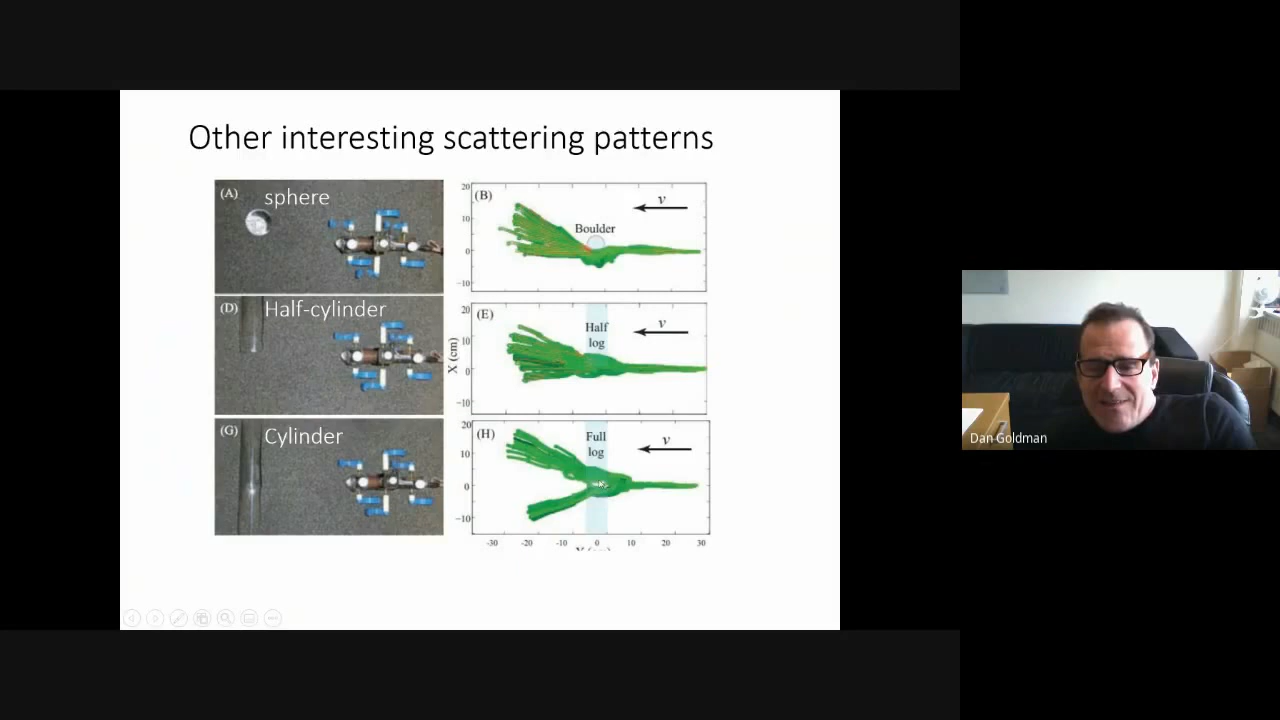 Other interesting scattering patterns
(A) sphere
(B)
v
Boulder
20
10
0
-10
(D) Half-cylinder
(E)
v
Half
log
20
10
0
-10
X (cm)
(G) Cylinder
(H)
v
Full
log
20
10
0
-10
-30 -20 -10 0 10 20 30
Dan Goldman